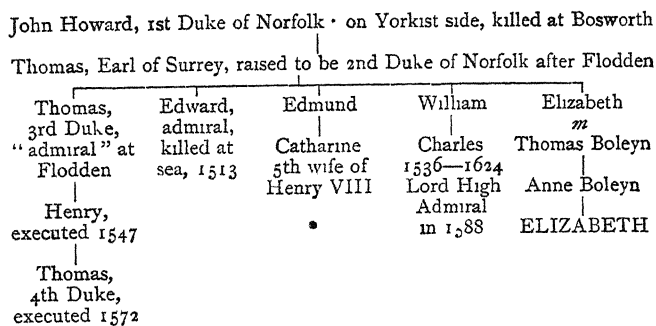 John Howard, 1st Duke of Norfolk · on Yorkist side, killed at Bosworth
Thomas, Earl of Surrey, raised to be 2nd Duke of Norfolk after Flodden
Thomas,
3rd Duke,
"admiral" at
Flodden
Henry,
executed 1547
Thomas,
4th Duke,
executed 1572
Edward,
admiral,
killed at
sea, 1513
Edmund
Catharine
5th wife of
Henry VIII
William
Charles
1536—1624
Lord High
Admiral
in 1588
Elizabeth
m
Thomas Boleyn
Anne Boleyn
ELIZABETH